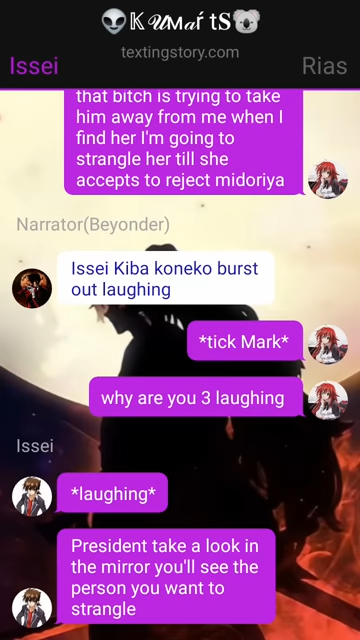 👽𝕂 𝓤𝓜𝓪ŕ t𝐒🐨
textingstory.com
Issei Rias
that bitch is trying to take
him away from me when I
find her I'm going to
strangle her till she
accepts to reject midoriya
Narrator(Beyonder)
Issei Kiba koneko burst
out laughing
*tick Mark*
why are you 3 laughing
Issei
*laughing*
President take a look in
the mirror you'll see the
person you want to
strangle